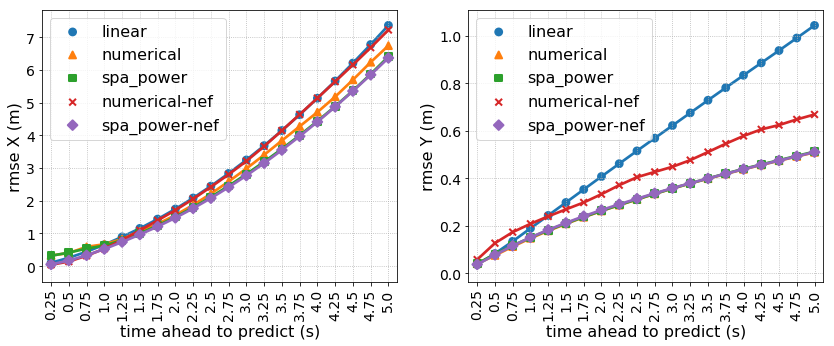 rmse X (m)
7
6
5
4
3
2
1
0
linear
numerical
spa_power
numerical-nef
spa_power-nef
0.25 0.5 0.75 1.0 1.25 1.5 1.75 2.0 2.25 2.5 2.75 3.0 3.25 3.5 3.75 4.0 4.25 4.5 4.75 5.0
time ahead to predict (s)
rmse Y (m)
1.0
0.8
0.6
0.4
0.2
0.0
linear
numerical
spa_power
numerical-nef
spa_power-nef
0.25 0.5 0.75 1.0 1.25 1.5 1.75 2.0 2.25 2.5 2.75 3.0 3.25 3.5 3.75 4.0 4.25 4.5 4.75 5.0
time ahead to predict (s)